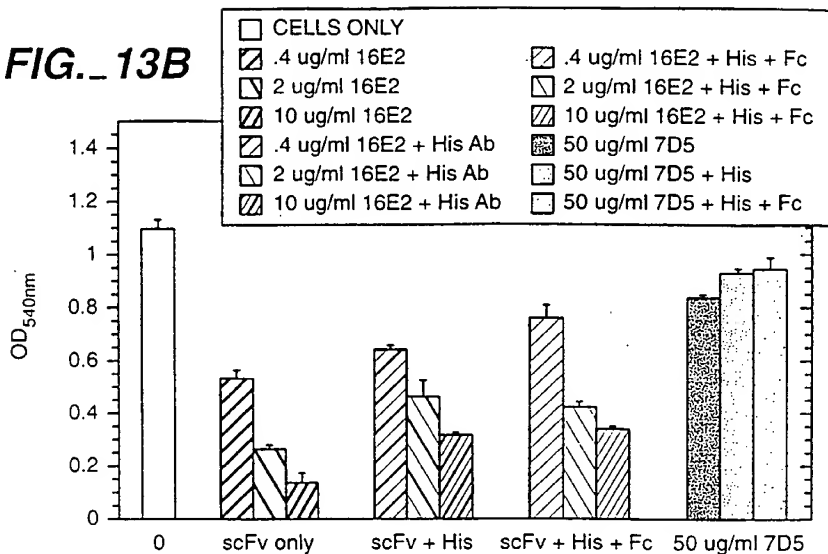 FIG._13B
CELLS ONLY
.4 ug/ml 16E2
2 ug/ml 16E2
10 ug/ml 16E2
.4 ug/ml 16E2 + His Ab
2 ug/ml 16E2 + His Ab
10 ug/ml 16E2 + His Ab
.4 ug/ml 16E2 + His + Fc
2 ug/ml 16E2 + His + Fc
10 ug/ml 16E2 + His + Fc
50 ug/ml 7D5
50 ug/ml 7D5 + His
50 ug/ml 7D5 + His + Fc
OD540nm
1.4
1.2
1
0.8
0.6
0.4
0.2
0
0 scFv only scFv + His scFv + His + Fc 50 ug/ml 7D5